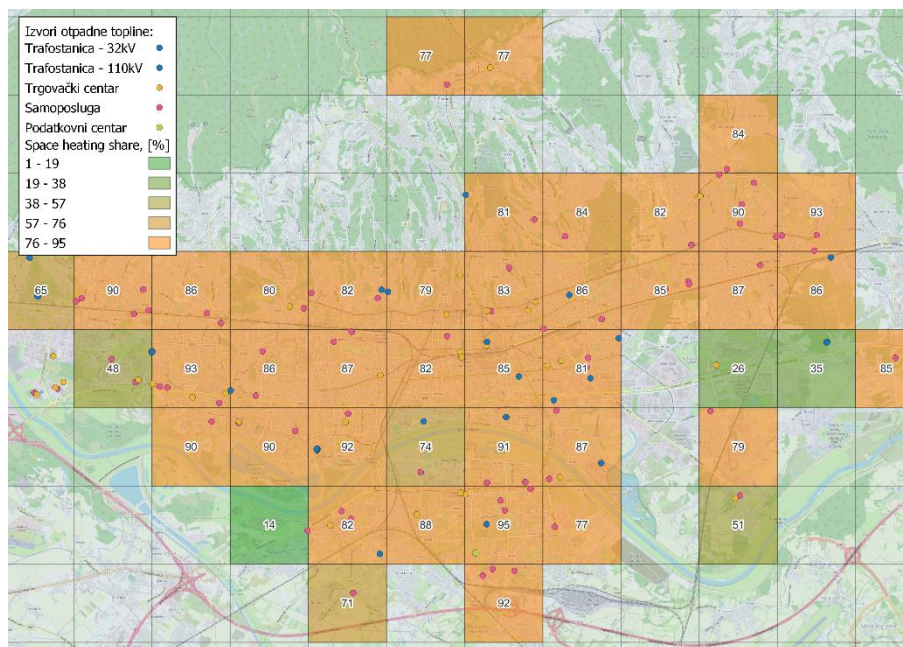 Izvori otpadne topline:
Trafostanica - 32kV
Trafostanica - 110kV
Trgovački centar
Samoposluga
Podatkovni centar
Space heating share, [%]
1 - 19
19 - 38
38 - 57
57 - 76
76 - 95
77 77
84
81 84 82 90 93
65 90 86 80 82 79 83 86 85 87 86
48 93 86 87 82 85 81 26 35 85
90 90 92 74 91 87 79
14 82 88 95 77 51
71 92